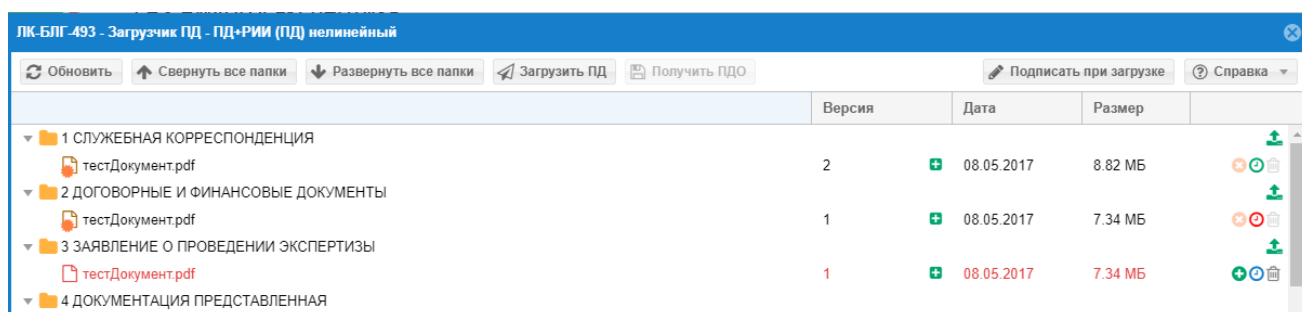 ЛК-БЛГ-493 - Загрузчик ПД - ПД+РИИ (ПД) нелинейный
Обновить Свернуть все папки Развернуть все папки Загрузить ПД Получить ПДО Подписать при загрузке Справка
Версия Дата Размер
1 СЛУЖЕБНАЯ КОРРЕСПОНДЕНЦИЯ
тестДокумент.pdf 2 08.05.2017 8.82 МБ
2 ДОГОВОРНЫЕ И ФИНАНСОВЫЕ ДОКУМЕНТЫ
тестДокумент.pdf 1 08.05.2017 7.34 МБ
3 ЗАЯВЛЕНИЕ О ПРОВЕДЕНИИ ЭКСПЕРТИЗЫ
тестДокумент.pdf 1 08.05.2017 7.34 МБ
4 ДОКУМЕНТАЦИЯ ПРЕДСТАВЛЕННАЯ